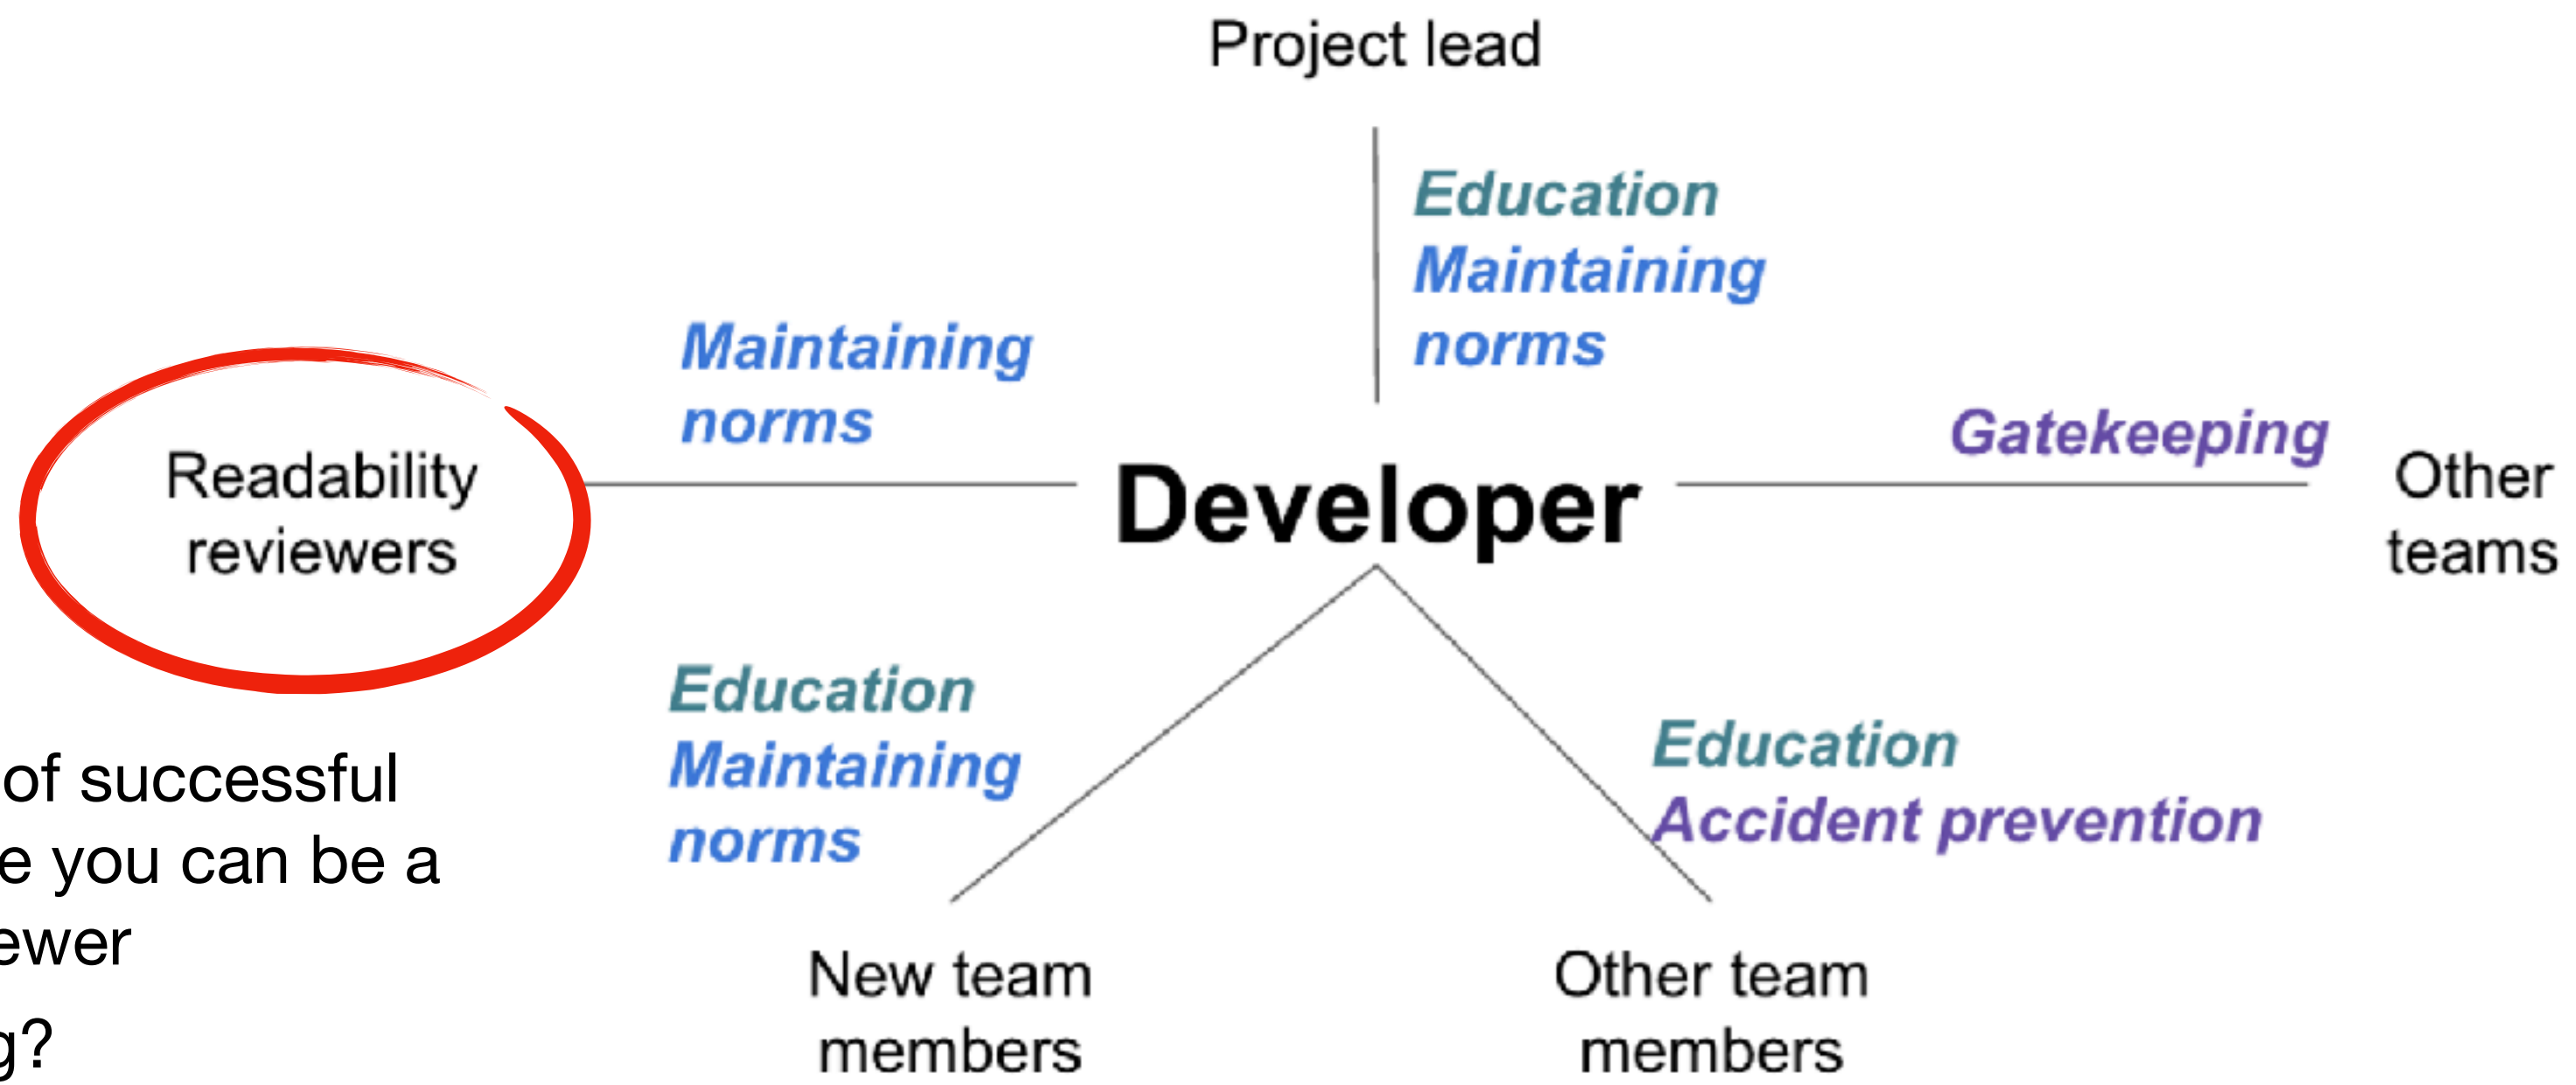 Project lead
Education
Maintaining
norms
Maintaining
norms
Gatekeeping
Readability
reviewers
Developer
Other
teams
Education
Maintaining
norms
Education
Accident prevention
of successful
you can be a
New team
members
Other team
members